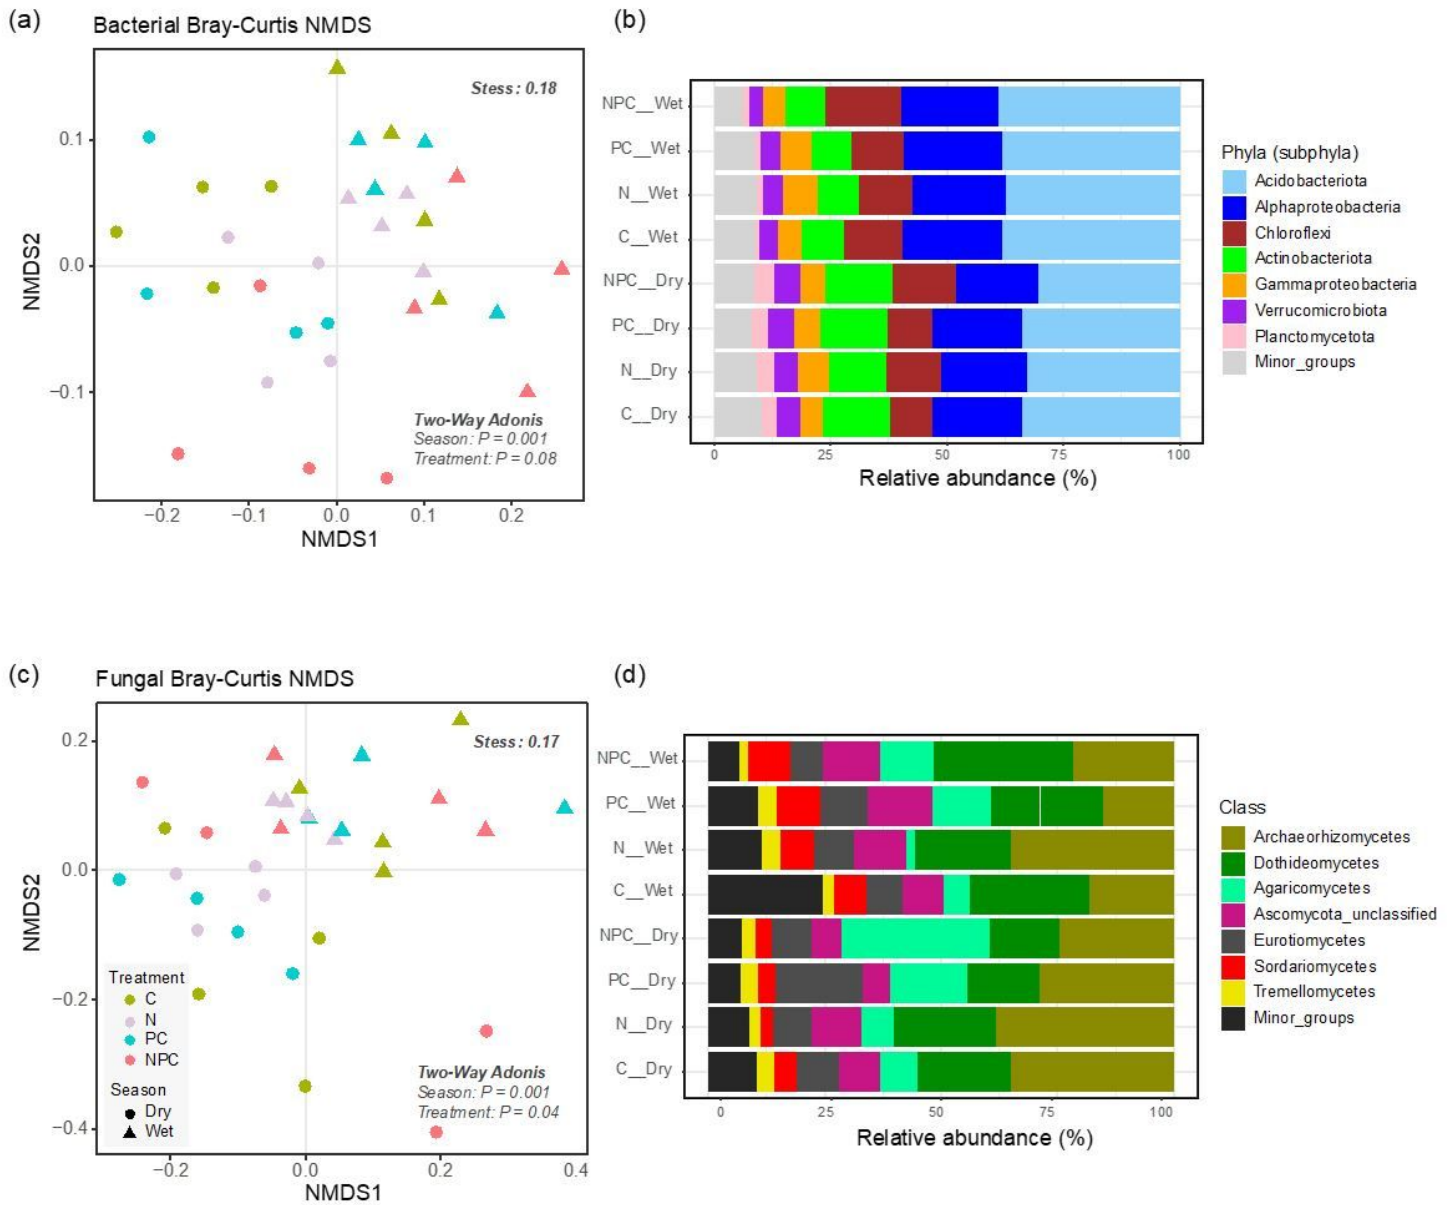 (a)
Bacterial Bray-Curtis NMDS
Stess: 0.18
0.1
0.0
−0.1
NMDS2
Two-Way Adonis
Season: P = 0.001
Treatment: P = 0.08
−0.2
−0.1
0.0
0.1
0.2
NMDS1
(b)
NPC__Wet
PC__Wet
N__Wet
C__Wet
NPC__Dry
PC__Dry
N__Dry
C__Dry
0
25
50
75
100
Relative abundance (%)
Phyla (subphyla)
Acidobacteriota
Alphaproteobacteria
Chloroflexi
Actinobacteriota
Gammaproteobacteria
Verrucomicrobiota
Planctomycetota
Minor_groups
(c)
Fungal Bray-Curtis NMDS
Stess: 0.17
0.2
0.0
−0.2
−0.4
NMDS2
Treatment
C
N
PC
NPC
Season
Dry
Wet
Two-Way Adonis
Season: P = 0.001
Treatment: P = 0.04
−0.2
0.0
0.2
0.4
NMDS1
(d)
NPC__Wet
PC__Wet
N__Wet
C__Wet
NPC__Dry
PC__Dry
N__Dry
C__Dry
0
25
50
75
100
Relative abundance (%)
Class
Archaeorhizomycetes
Dothideomycetes
Agaricomycetes
Ascomycota_unclassified
Eurotiomycetes
Sordariomycetes
Tremellomycetes
Minor_groups